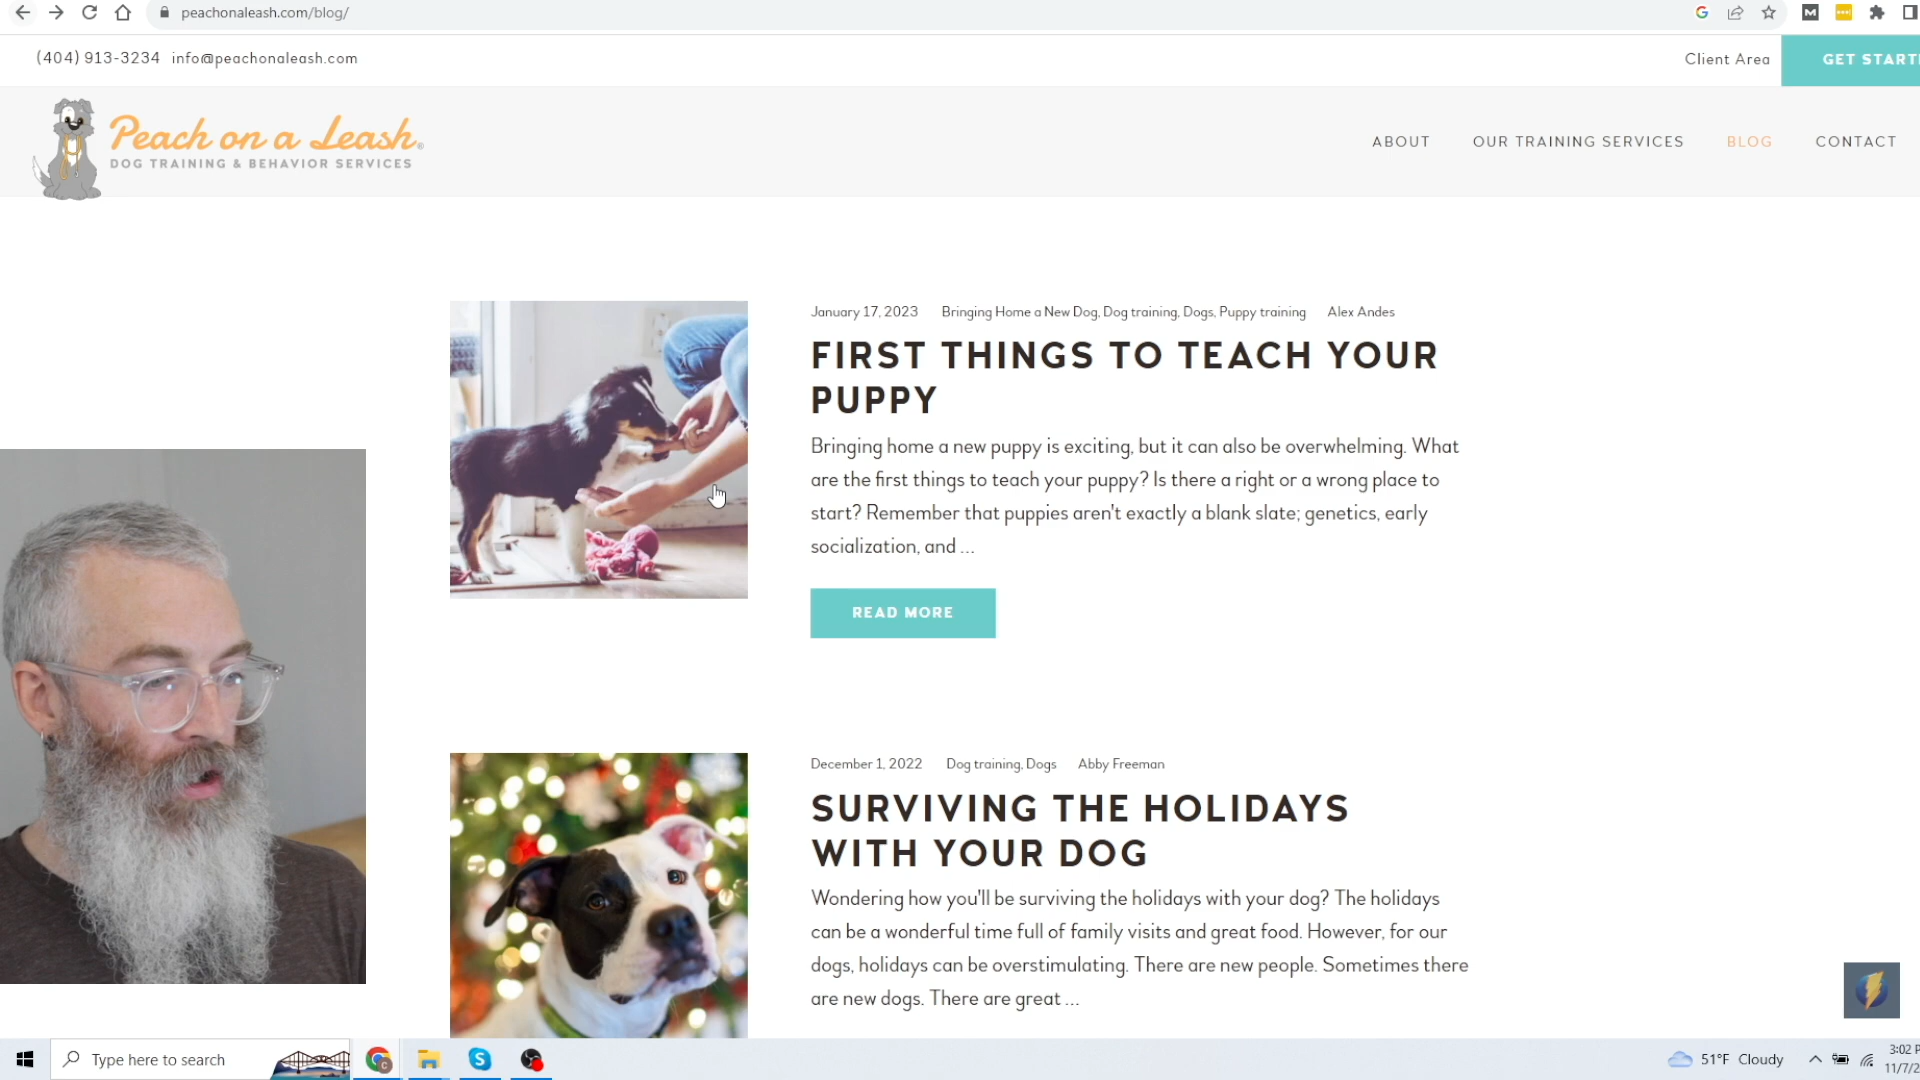 peachonaleash.com/blog/
(404) 913-3234 info@peachonaleash.com
Client Area
GET START
Peach on a Leash®
DOG TRAINING & BEHAVIOR SERVICES
ABOUT OUR TRAINING SERVICES BLOG CONTACT
January 17, 2023 Bringing Home a New Dog, Dog training, Dogs, Puppy training Alex Andes
FIRST THINGS TO TEACH YOUR
PUPPY
Bringing home a new puppy is exciting, but it can also be overwhelming. What
are the first things to teach your puppy? Is there a right or a wrong place to
start? Remember that puppies aren't exactly a blank slate; genetics, early
socialization, and ...
READ MORE
December 1, 2022 Dog training, Dogs Abby Freeman
SURVIVING THE HOLIDAYS
WITH YOUR DOG
Wondering how you'll be surviving the holidays with your dog? The holidays
can be a wonderful time full of family visits and great food. However, for our
dogs, holidays can be overstimulating. There are new people. Sometimes there
are new dogs. There are great ...
Type here to search
51°F Cloudy
3:02 P
11/7/2